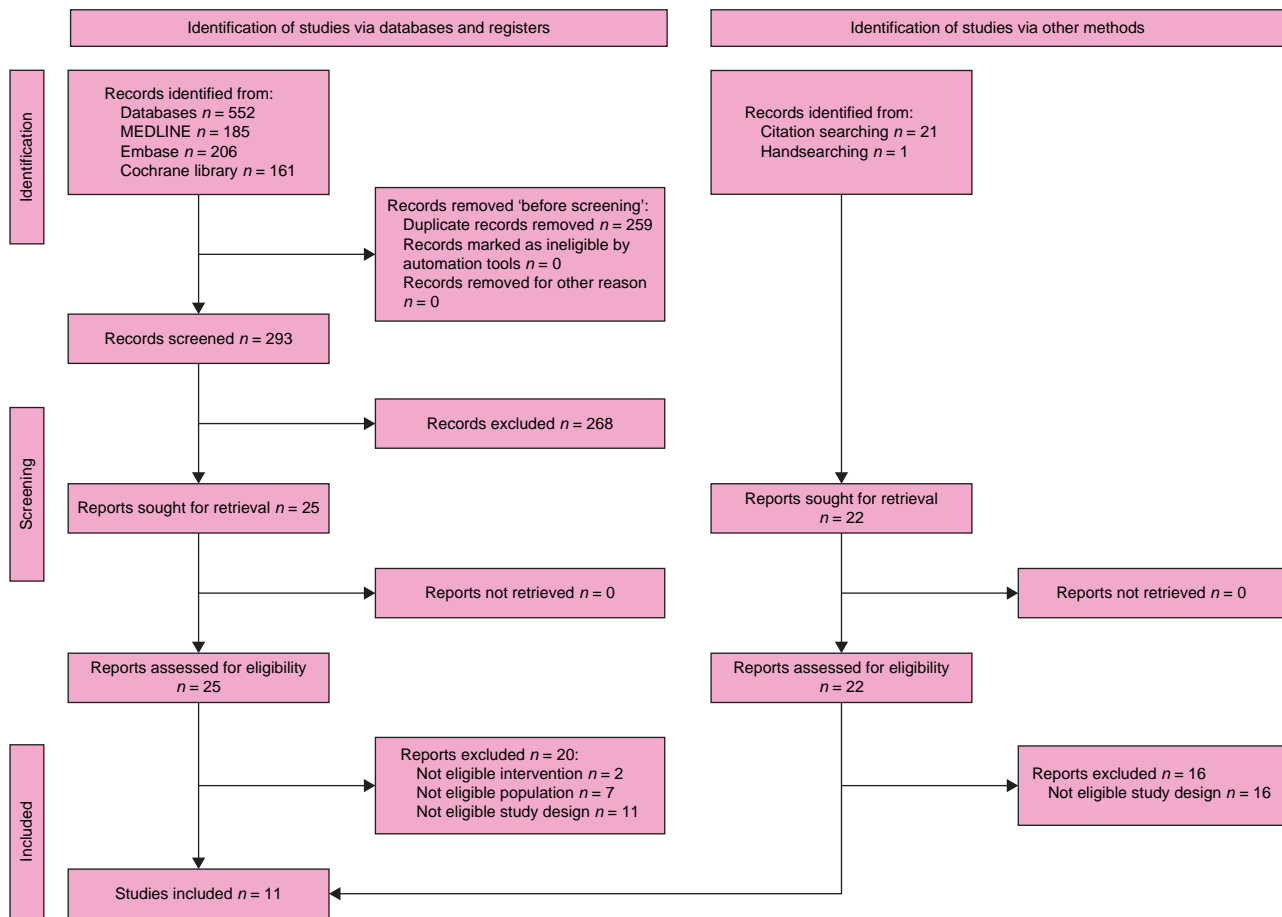 Identification of studies via databases and registers
Identification of studies via other methods
Identification
Records identified from:
Databases n = 552
MEDLINE n = 185
Embase n = 206
Cochrane library n = 161
Records identified from:
Citation searching n = 21
Handsearching n = 1
Records removed ‘before screening’:
Duplicate records removed n = 259
Records marked as ineligible by
automation tools n = 0
Records removed for other reason
n = 0
Records screened n = 293
Screening
Records excluded n = 268
Reports sought for retrieval n = 25
Reports sought for retrieval
n = 22
Reports not retrieved n = 0
Reports not retrieved n = 0
Reports assessed for eligibility
n = 25
Reports assessed for eligibility
n = 22
Included
Reports excluded n = 20:
Not eligible intervention n = 2
Not eligible population n = 7
Not eligible study design n = 11
Reports excluded n = 16
Not eligible study design n = 16
Studies included n = 11